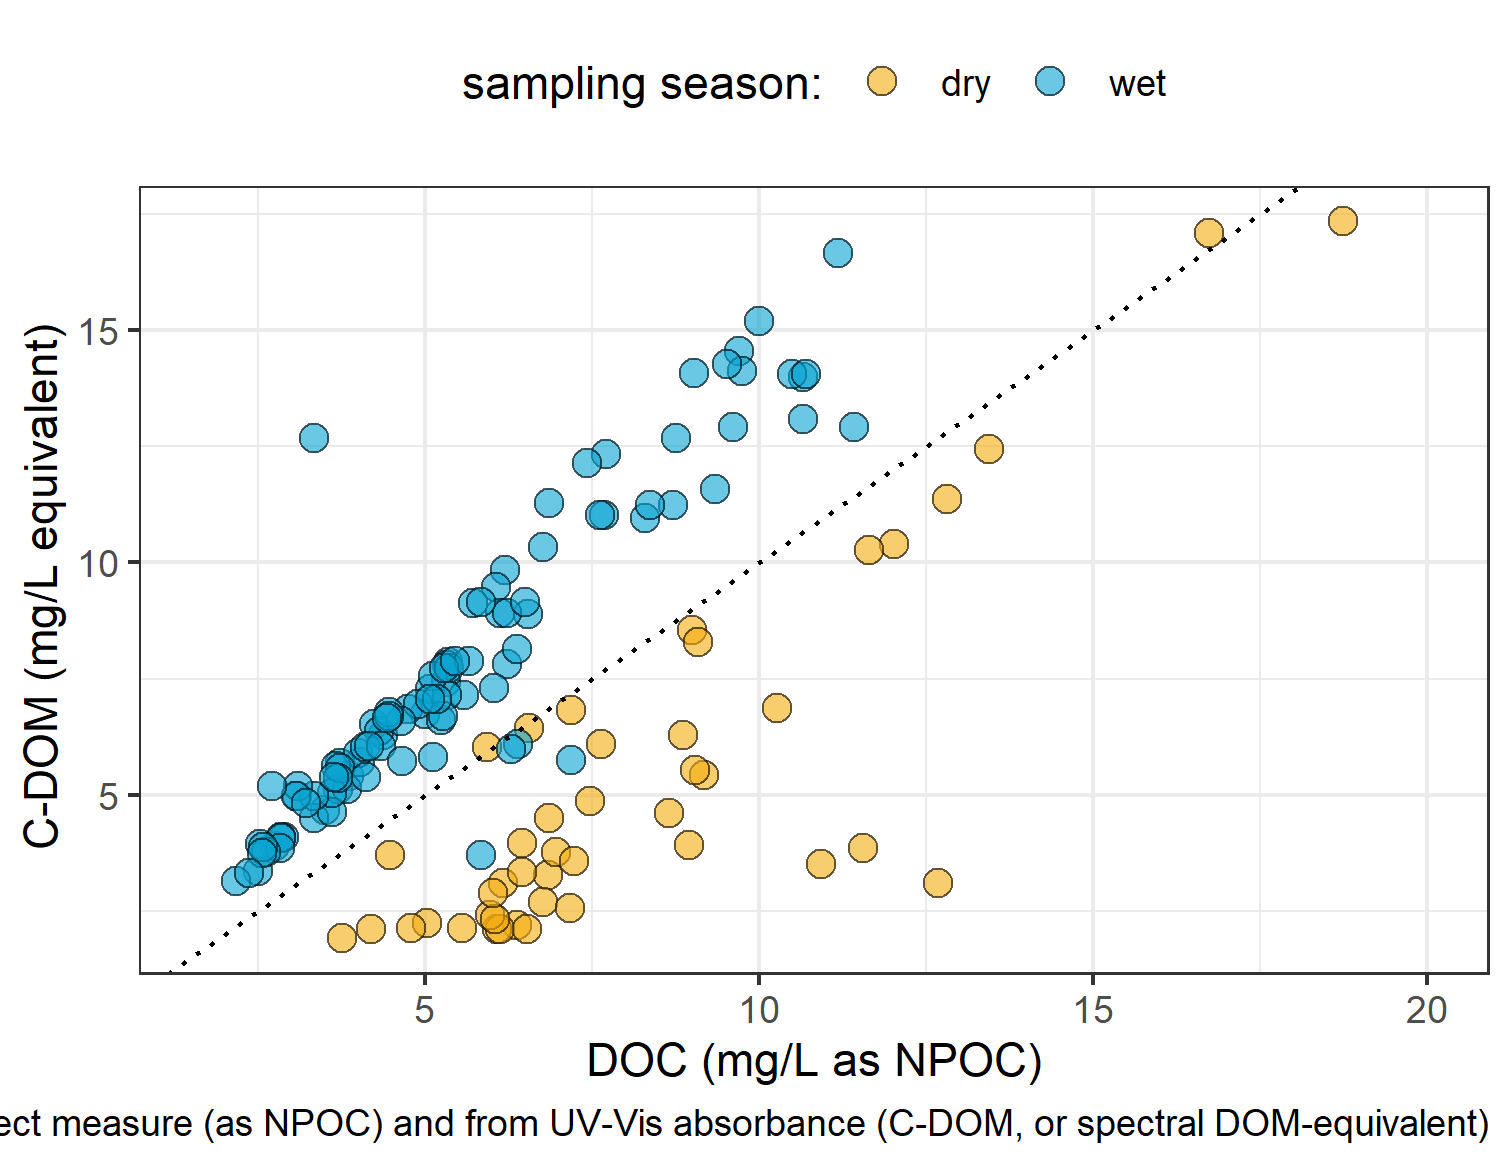 sampling season: dry wet
C-DOM (mg/L equivalent)
15
10
5
5 10 15 20
DOC (mg/L as NPOC)
measure (as NPOC) and from UV-Vis absorbance (C-DOM, or spectral DOM-equivalent)